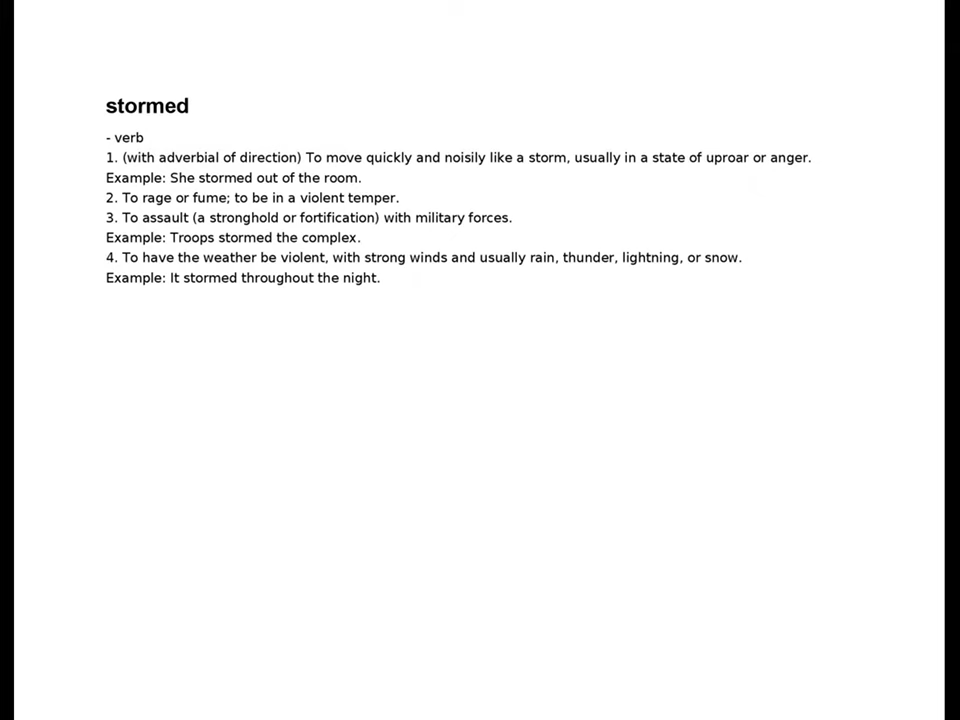 stormed
- verb
1. (with adverbial of direction) To move quickly and noisily like a storm, usually in a state of uproar or anger.
Example: She stormed out of the room.
2. To rage or fume; to be in a violent temper.
3. To assault (a stronghold or fortification) with military forces.
Example: Troops stormed the complex.
4. To have the weather be violent, with strong winds and usually rain, thunder, lightning, or snow.
Example: It stormed throughout the night.